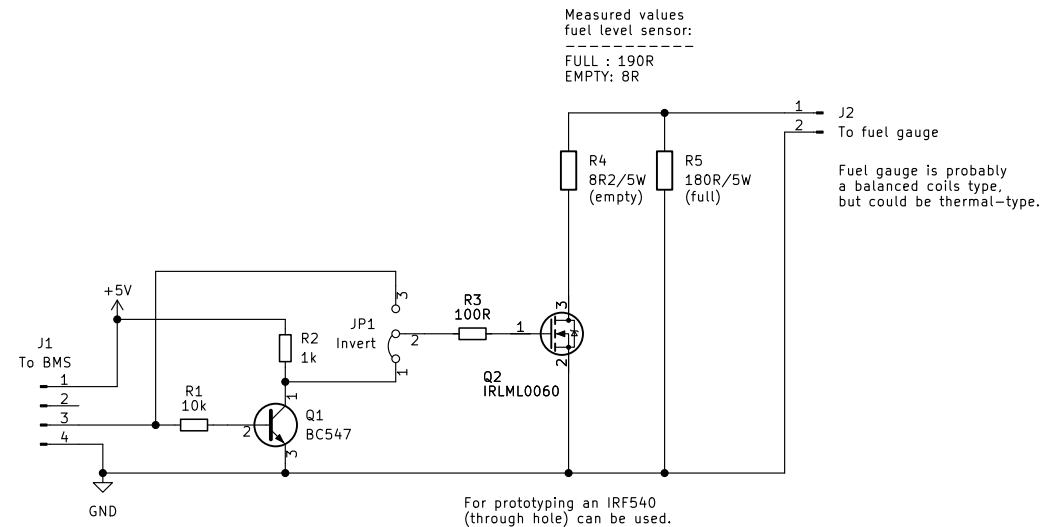 Measured values
fuel level sensor:
-----------
FULL : 190R
EMPTY: 8R
1
J2
2
To fuel gauge
R4
8R2/5W
(empty)
R5
180R/5W
(full)
Fuel gauge is probably
a balanced coils type,
but could be thermal-type.
+5V
3
JP1
Invert
2
1
R3
100R
1
3
2
Q2
IRLML0060
J1
To BMS
1
2
3
4
R2
1k
R1
10k
1
2
3
Q1
BC547
GND
For prototyping an IRF540
(through hole) can be used.